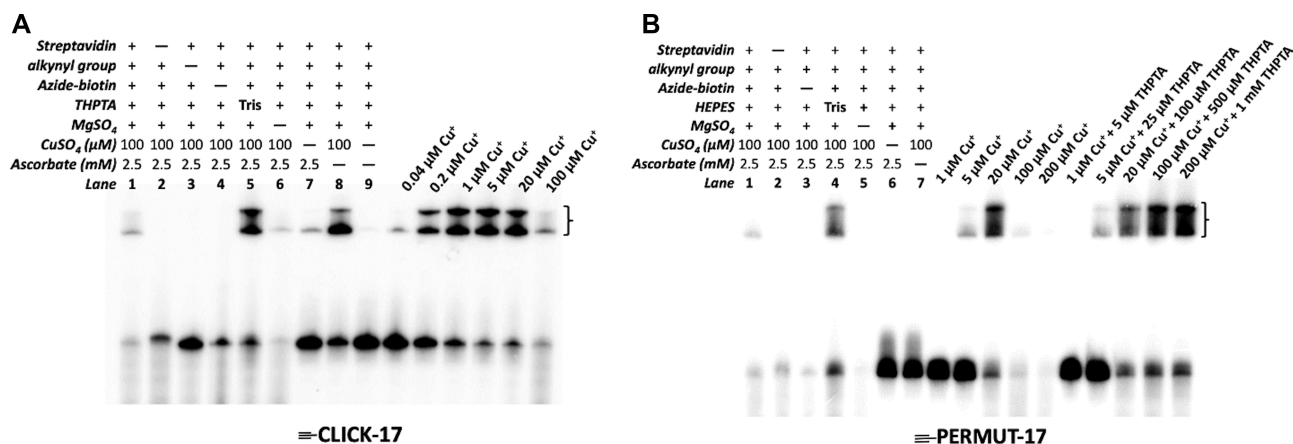 A
Streptavidin + — + + + + + + +
alkynyl group + + — + + + + + +
Azide-biotin + + + — + + + + +
THPTA + + + + Tris + + + +
MgSO4 + + + + + — + + +
CuSO4 (µM) 100 100 100 100 100 100 — 100 —
Ascorbate (mM) 2.5 2.5 2.5 2.5 2.5 2.5 2.5 — —
Lane 1 2 3 4 5 6 7 8 9
0.04 µM Cu+
0.2 µM Cu+
1 µM Cu+
5 µM Cu+
20 µM Cu+
100 µM Cu+
CLICK-17
B
Streptavidin + — + + + + +
alkynyl group + + + + + + +
Azide-biotin + + — + + + +
HEPES + + + Tris + + +
MgSO4 + + + + — + +
CuSO4 (µM) 100 100 100 100 100 — 100
Ascorbate (mM) 2.5 2.5 2.5 2.5 2.5 2.5 —
Lane 1 2 3 4 5 6 7
1 µM Cu+
5 µM Cu+
20 µM Cu+
100 µM Cu+
200 µM Cu+
1 µM Cu+ + 5 µM THPTA
5 µM Cu+ + 25 µM THPTA
20 µM Cu+ + 100 µM THPTA
100 µM Cu+ + 500 µM THPTA
200 µM Cu+ + 1 mM THPTA
PERMUT-17